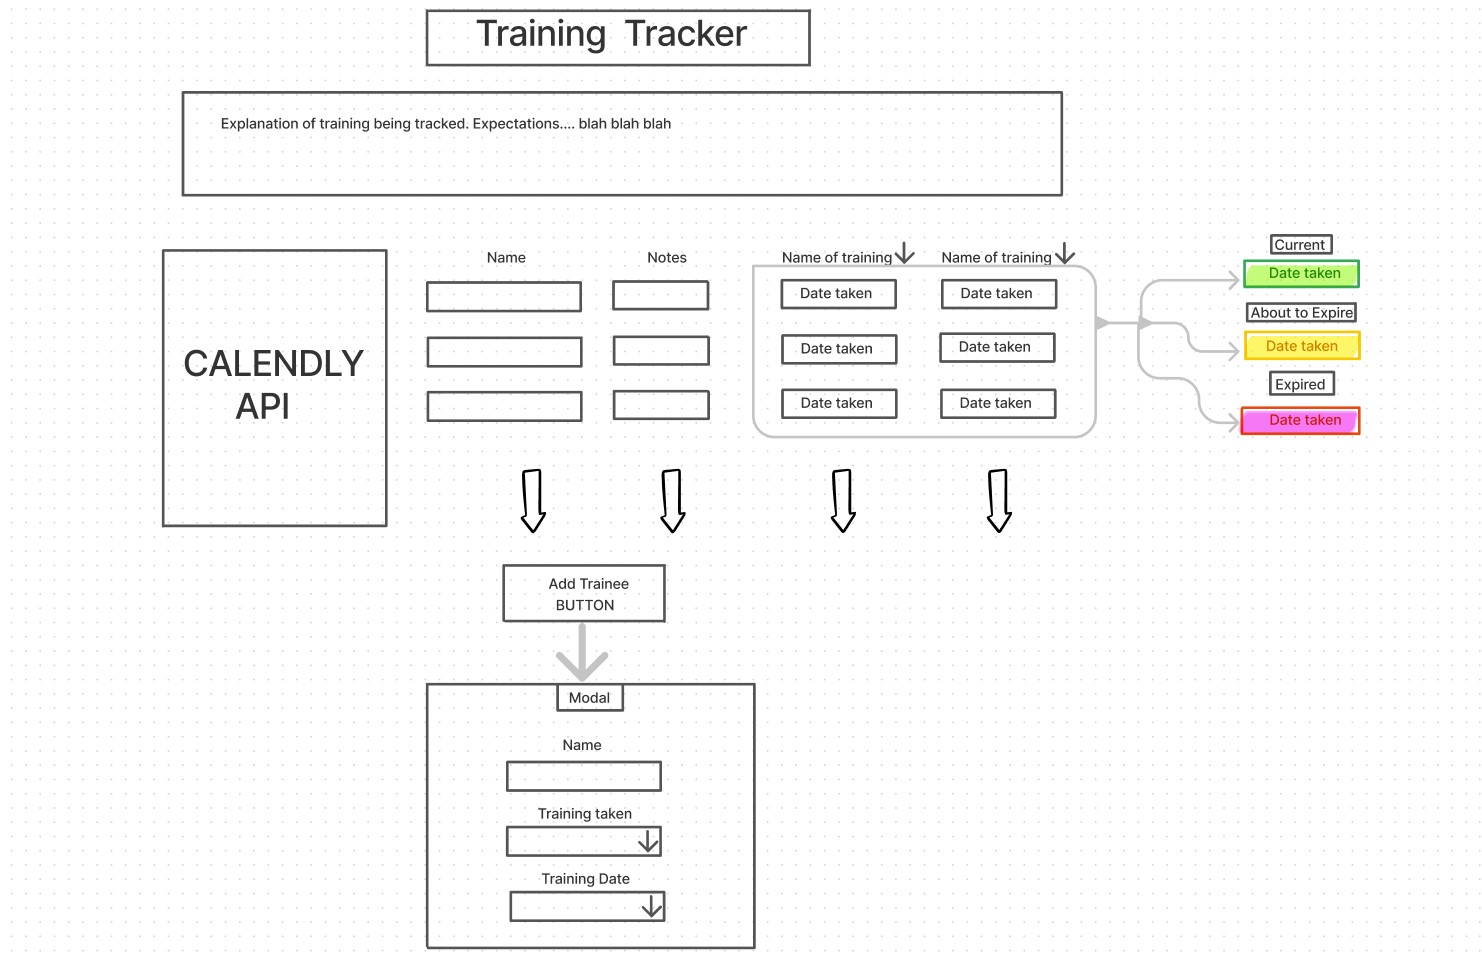 Training Tracker
Explanation of training being tracked. Expectations.... blah blah blah
CALENDLY
API
Name
Notes
Name of training
Name of training
Date taken
Date taken
Date taken
Date taken
Date taken
Date taken
Current
Date taken
About to Expire
Date taken
Expired
Date taken
Add Trainee
BUTTON
Modal
Name
Training taken
Training Date